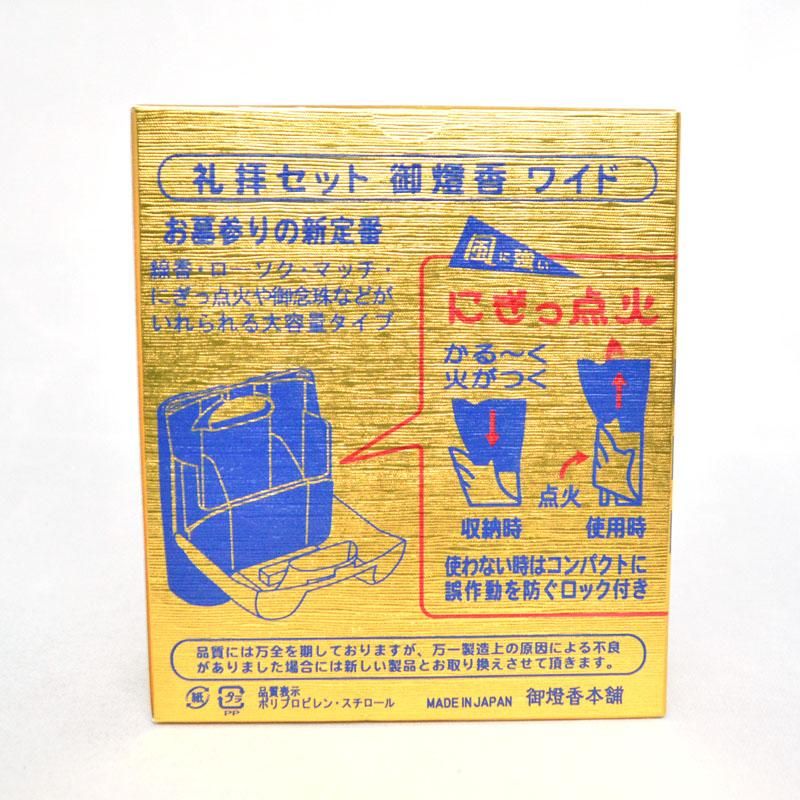 礼拝セット 御燈香 ワイド
お墓参りの新定番
線香・ローソク・マッチ・
にぎっ点火や御念珠などが
いれられる大容量タイプ
風に強い
にぎっ点火
かる〜く
火がつく
点火
収納時
使用時
使わない時はコンパクトに
誤作動を防ぐロック付き
品質には万全を期しておりますが、万一製造上の原因による不良
がありました場合には新しい製品とお取り換えさせて頂きます。
紙
プラ
PP
品質表示
ポリプロピレン・スチロール
MADE IN JAPAN
御燈香本舗